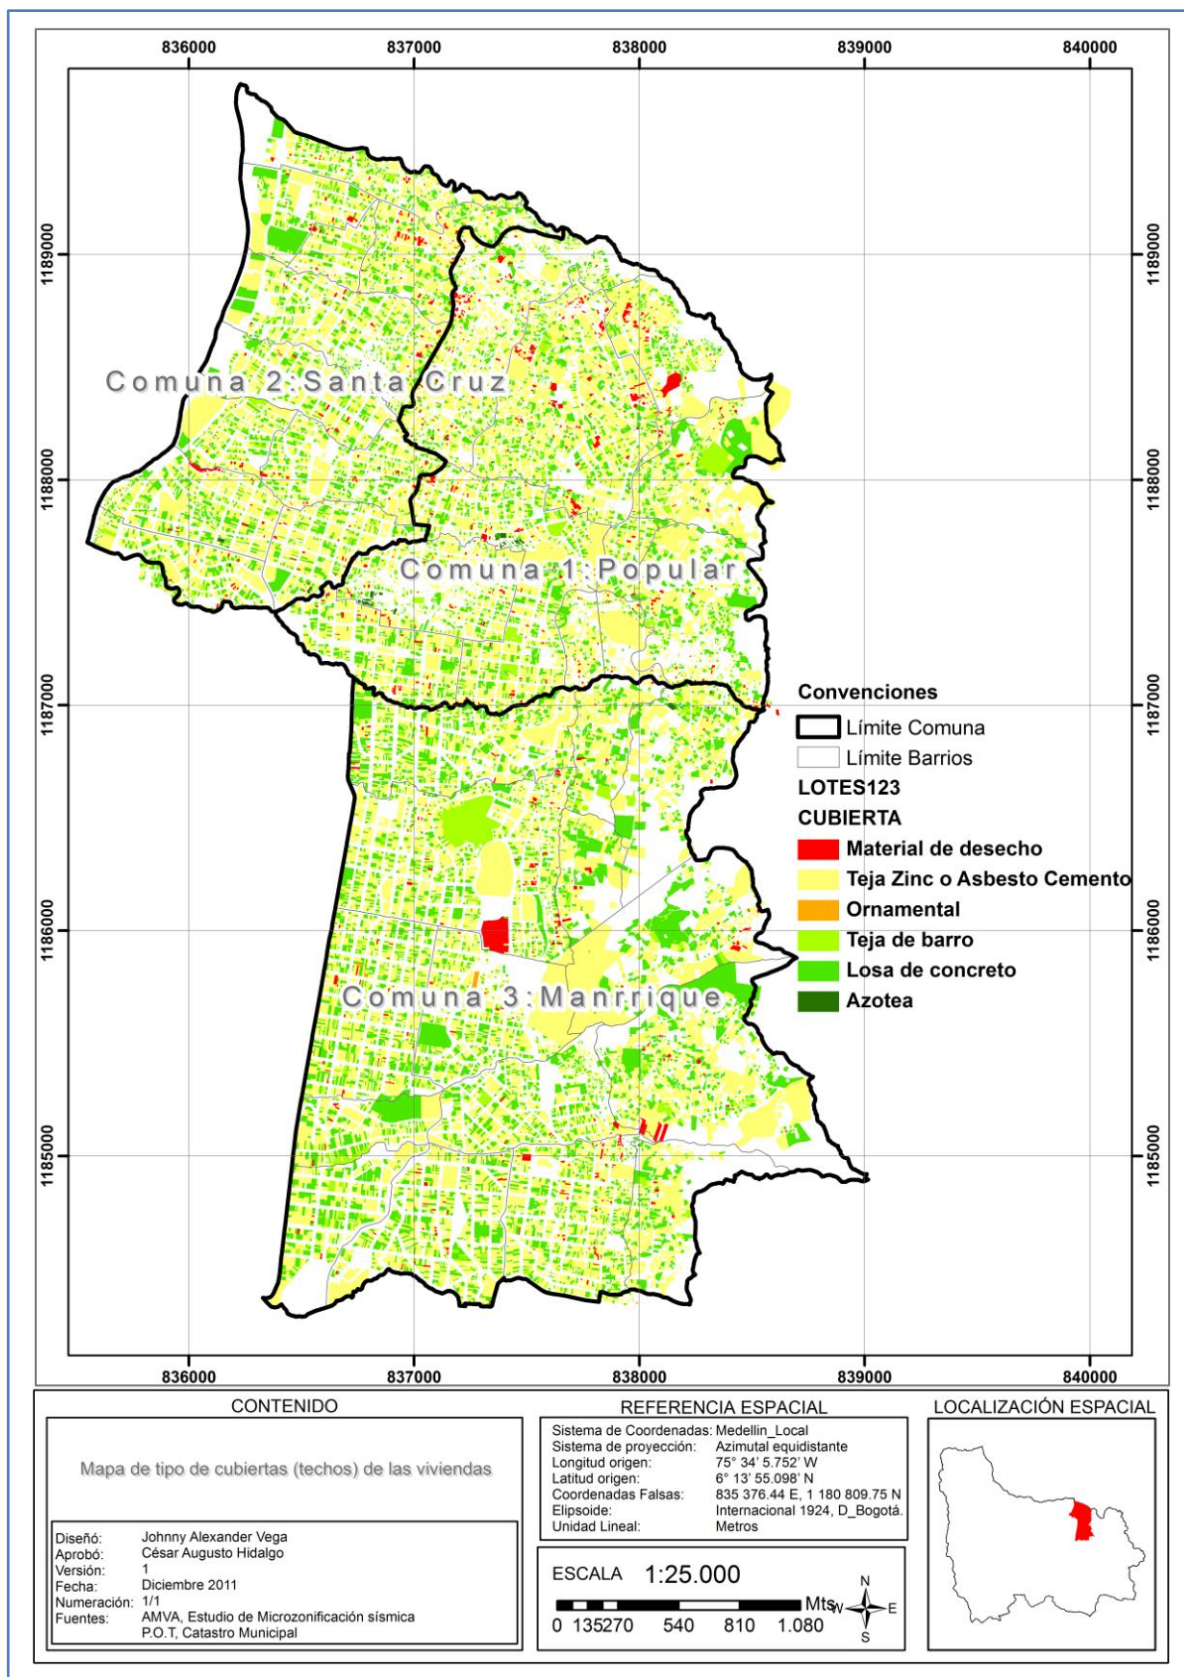 836000 837000 838000 839000 840000
1189000 1189000
Comuna 2:Santa Cruz
1188000 1188000
Comuna 1:Popular
1187000 1187000
Convenciones
Límite Comuna
Límite Barrios
LOTES123
CUBIERTA
Material de desecho
Teja Zinc o Asbesto Cemento
Ornamental
1186000 1186000
Teja de barro
Losa de concreto
Comuna 3:Manrrique
Azotea
1185000 1185000
836000 837000 838000 839000 840000
CONTENIDO
Mapa de tipo de cubiertas (techos) de las viviendas
Diseñó: Johnny Alexander Vega
Aprobó: César Augusto Hidalgo
Versión: 1
Fecha: Diciembre 2011
Numeración: 1/1
Fuentes: AMVA, Estudio de Microzonificación sísmica
P.O.T, Catastro Municipal
REFERENCIA ESPACIAL
Sistema de Coordenadas: Medellin_Local
Sistema de proyección: Azimutal equidistante
Longitud origen: 75° 34' 5.752' W
Latitud origen: 6° 13' 55.098' N
Coordenadas Falsas: 835 376.44 E, 1 180 809.75 N
Elipsoide: Internacional 1924, D_Bogotá.
Unidad Lineal: Metros
ESCALA 1:25.000
Mts
0 135270 540 810 1.080
N
W E
S
LOCALIZACIÓN ESPACIAL